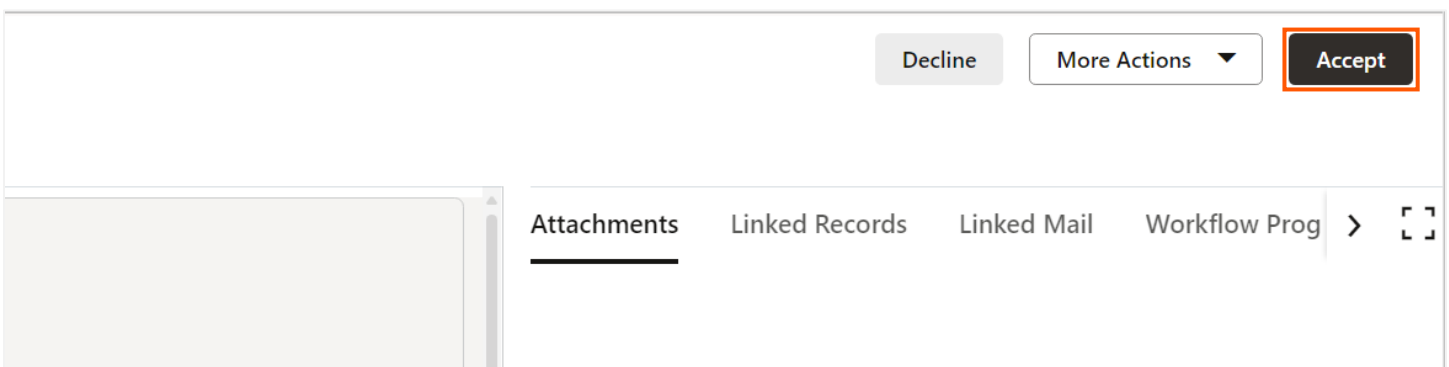 Decline More Actions Accept
Attachments Linked Records Linked Mail Workflow Prog